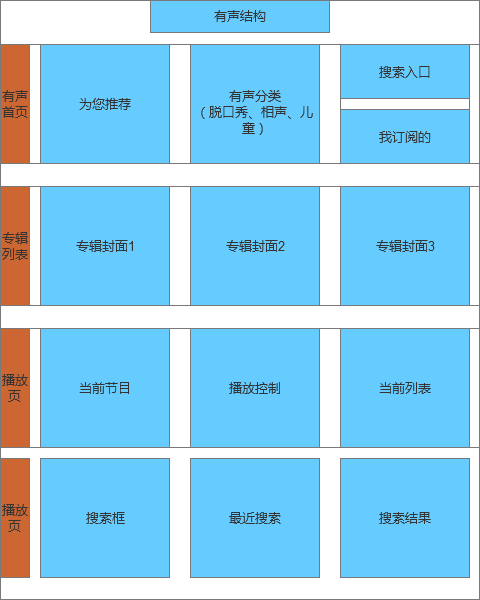 有声结构
有声
首页
为您推荐
有声分类
（脱口秀、相声、儿
童）
搜索入口
我订阅的
专辑
列表
专辑封面1
专辑封面2
专辑封面3
播放
页
当前节目
播放控制
当前列表
播放
页
搜索框
最近搜索
搜索结果